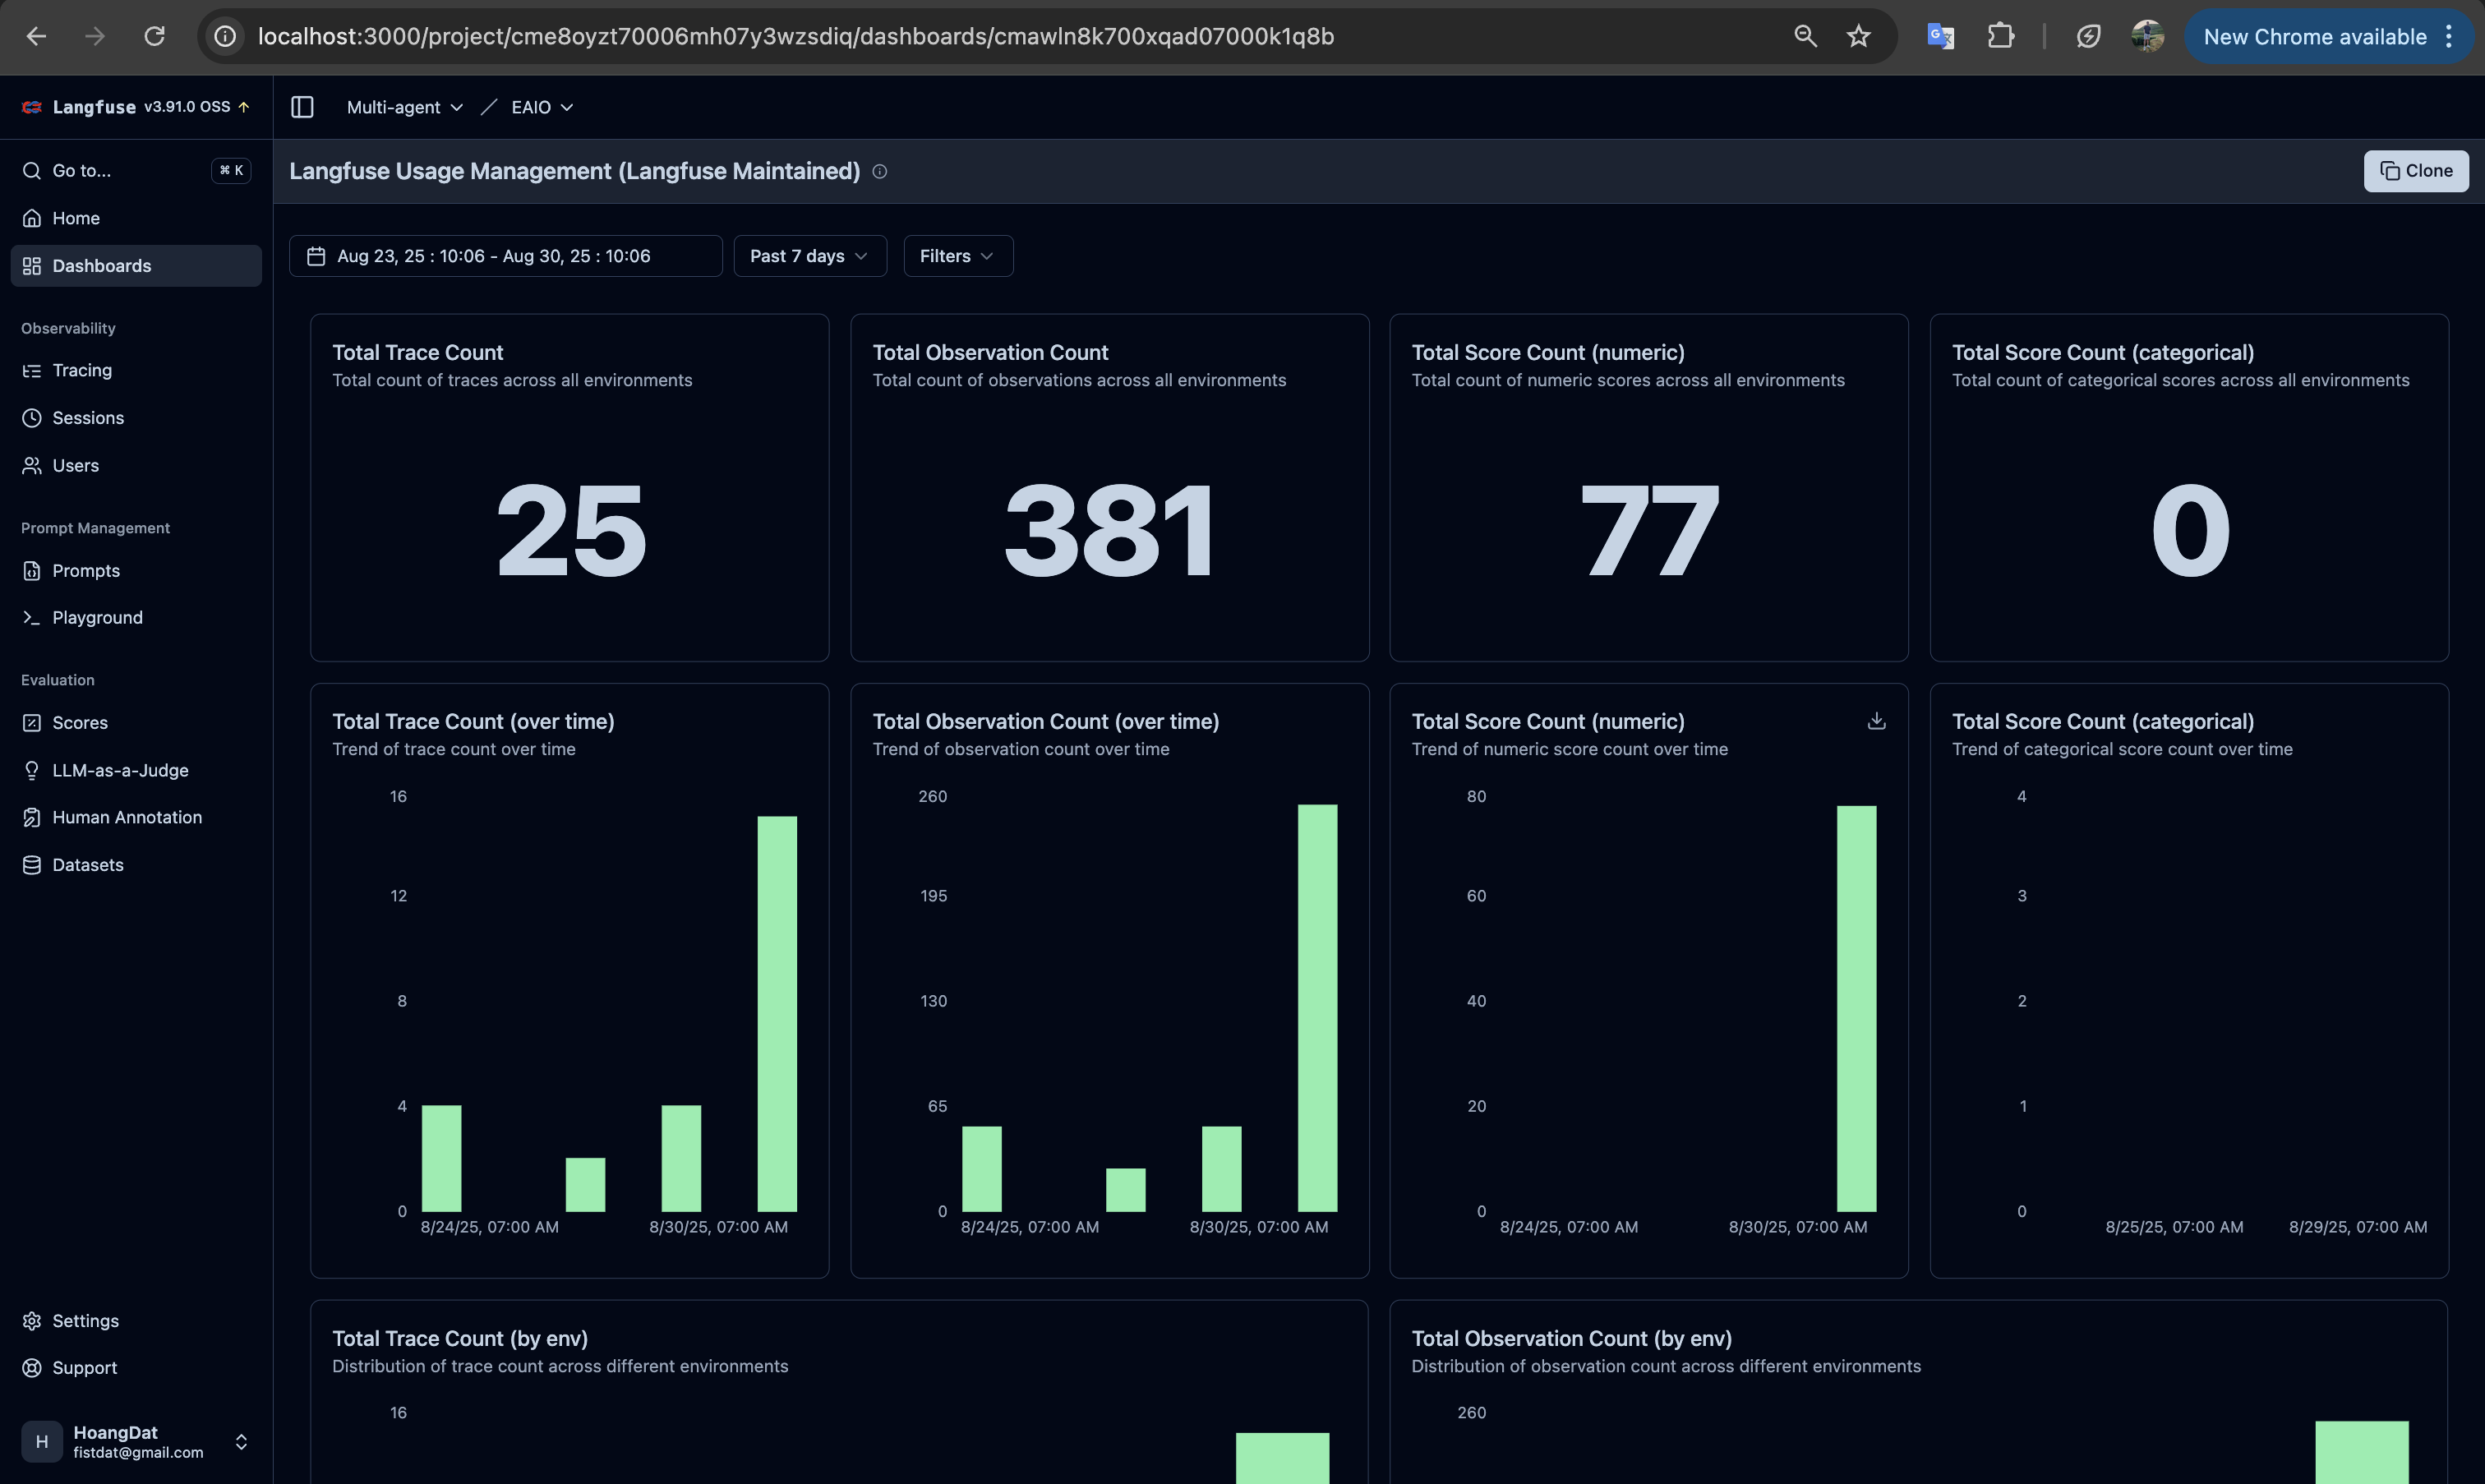 localhost:3000/project/cme8oyzt70006mh07y3wzsdiq/dashboards/cmawln8k700xqad07000k1q8b
New Chrome available
Langfuse v3.91.0 OSS
Multi-agent
EAIO
Go to...
⌘ K
Home
Dashboards
Observability
Tracing
Sessions
Users
Prompt Management
Prompts
Playground
Evaluation
Scores
LLM-as-a-Judge
Human Annotation
Datasets
Settings
Support
H
HoangDat
fistdat@gmail.com
Langfuse Usage Management (Langfuse Maintained)
Clone
Aug 23, 25 : 10:06 - Aug 30, 25 : 10:06
Past 7 days
Filters
Total Trace Count
Total count of traces across all environments
25
Total Observation Count
Total count of observations across all environments
381
Total Score Count (numeric)
Total count of numeric scores across all environments
77
Total Score Count (categorical)
Total count of categorical scores across all environments
0
Total Trace Count (over time)
Trend of trace count over time
16
12
8
4
0
8/24/25, 07:00 AM
8/30/25, 07:00 AM
Total Observation Count (over time)
Trend of observation count over time
260
195
130
65
0
8/24/25, 07:00 AM
8/30/25, 07:00 AM
Total Score Count (numeric)
Trend of numeric score count over time
80
60
40
20
0
8/24/25, 07:00 AM
8/30/25, 07:00 AM
Total Score Count (categorical)
Trend of categorical score count over time
4
3
2
1
0
8/25/25, 07:00 AM
8/29/25, 07:00 AM
Total Trace Count (by env)
Distribution of trace count across different environments
16
Total Observation Count (by env)
Distribution of observation count across different environments
260